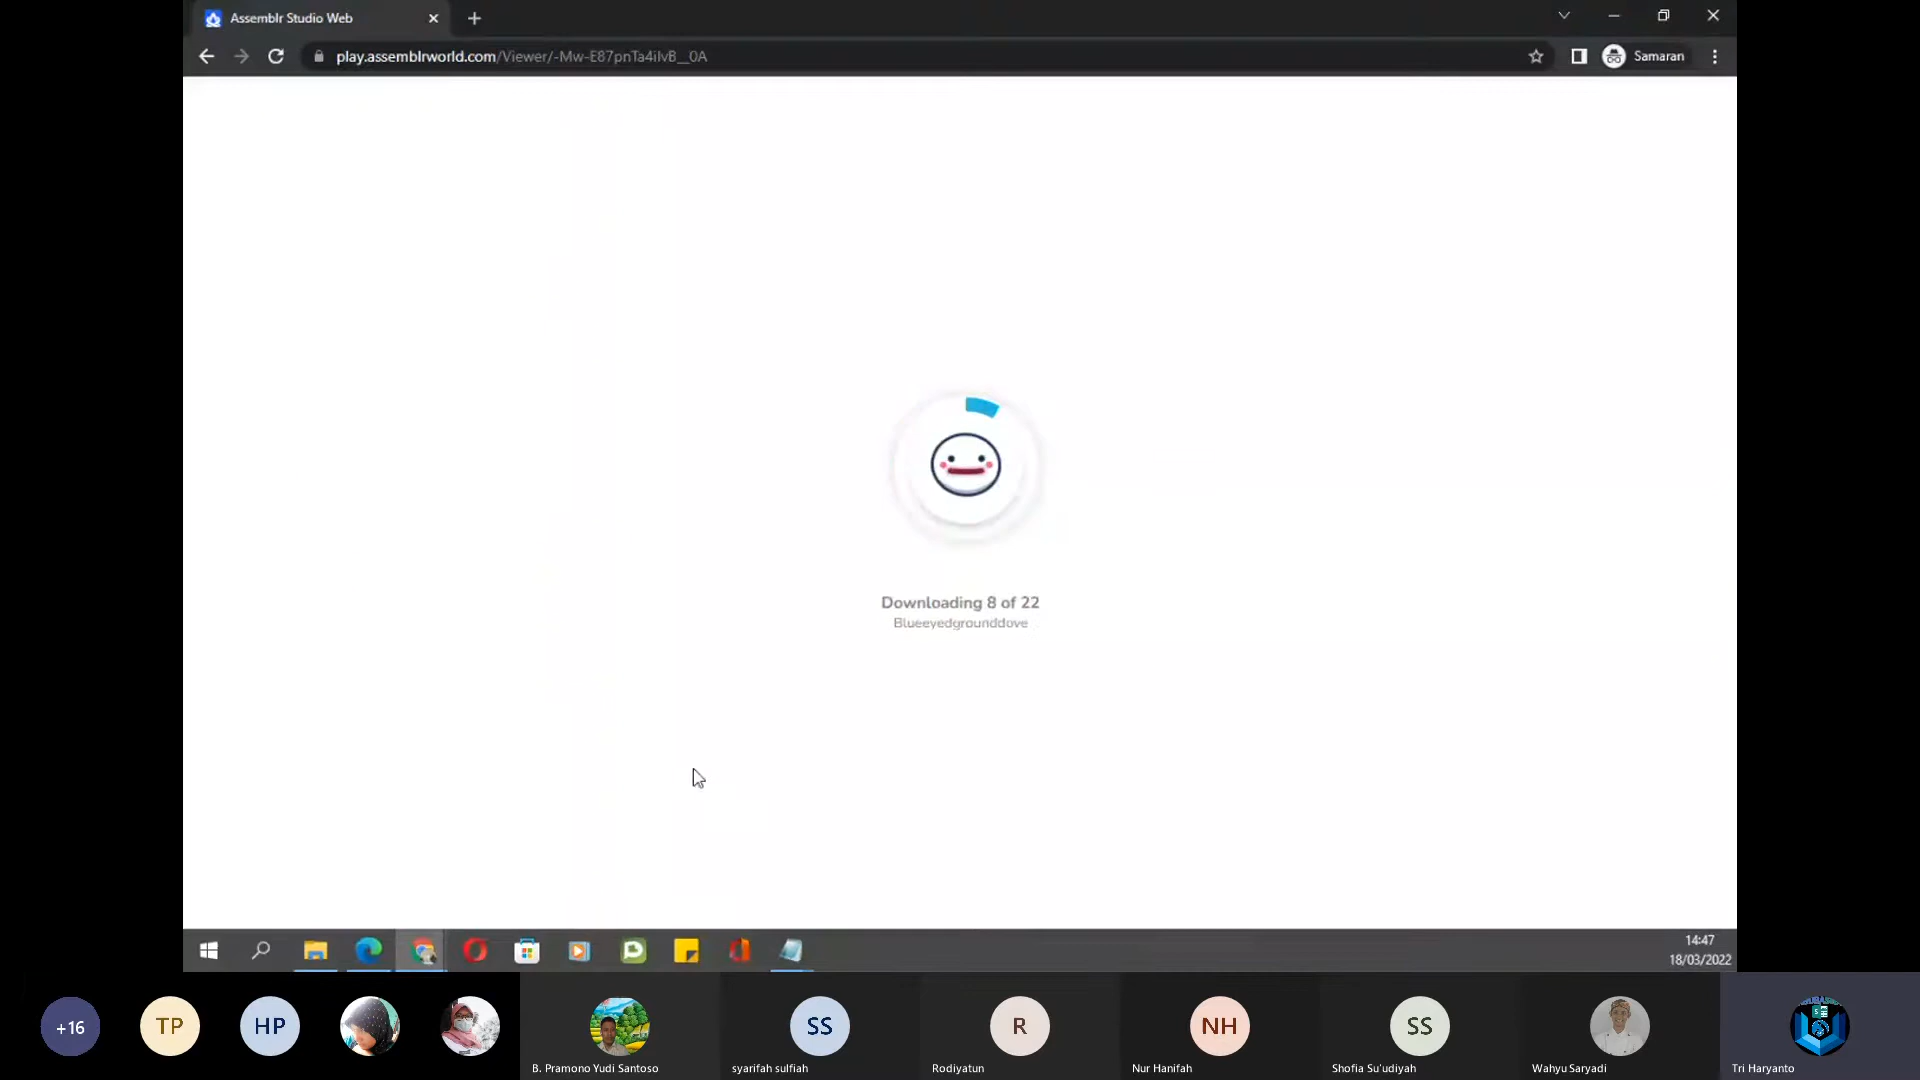 Assemblr Studio Web
play.assemblrworld.com/Viewer/-Mw-E87pnTa4iIvB__0A
Samaran
Downloading 8 of 22
Blueeyedgrounddove
14:47
18/03/2022
+16
TP
HP
B. Pramono Yudi Santoso
SS
syarifah sulfiah
R
Rodiyatun
NH
Nur Hanifah
SS
Shofia Su'udiyah
Wahyu Saryadi
Tri Haryanto